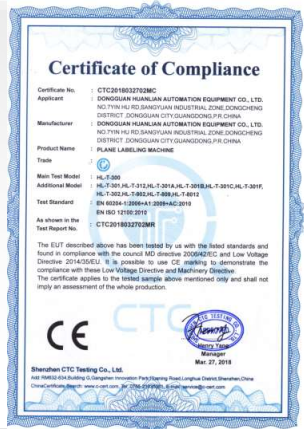 Certificate of Compliance
Certificate No. : CTC2018032702MC
Applicant : DONGGUAN HUANLIAN AUTOMATION EQUIPMENT CO., LTD.
NO.7YIN HU RD,SANGYUAN INDUSTRIAL ZONE,DONGCHENG
DISTRICT ,DONGGUAN CITY,GUANGDONG,P.R.CHINA
Manufacturer : DONGGUAN HUANLIAN AUTOMATION EQUIPMENT CO., LTD.
NO.7YIN HU RD,SANGYUAN INDUSTRIAL ZONE,DONGCHENG
DISTRICT ,DONGGUAN CITY,GUANGDONG,P.R.CHINA
Product Name : PLANE LABELING MACHINE
Trade :
Main Test Model : HL-T-300
Additional Model : HL-T-301,HL-T-312,HL-T-301A,HL-T-301B,HL-T-301C,HL-T-301F,
HL-T-302,HL-T-802,HL-T-809,HL-T-8012
Test Standard : EN 60204-1:2006+A1:2009+AC:2010
EN ISO 12100:2010
As shown in the
Test Report No. : CTC2018032702MR
The EUT described above has been tested by us with the listed standards and
found in compliance with the council MD directive 2006/42/EC and Low Voltage
Directive 2014/35/EU. It is possible to use CE marking to demonstrate the
compliance with these Low Voltage Directive and Machinery Directive.
The certificate applies to the tested sample above mentioned only and shall not
imply an assessment of the whole production.
CTC
CE
CTC TESTING
Henry Yang
Manager
Mar. 27, 2018
Shenzhen CTC Testing Co., Ltd.